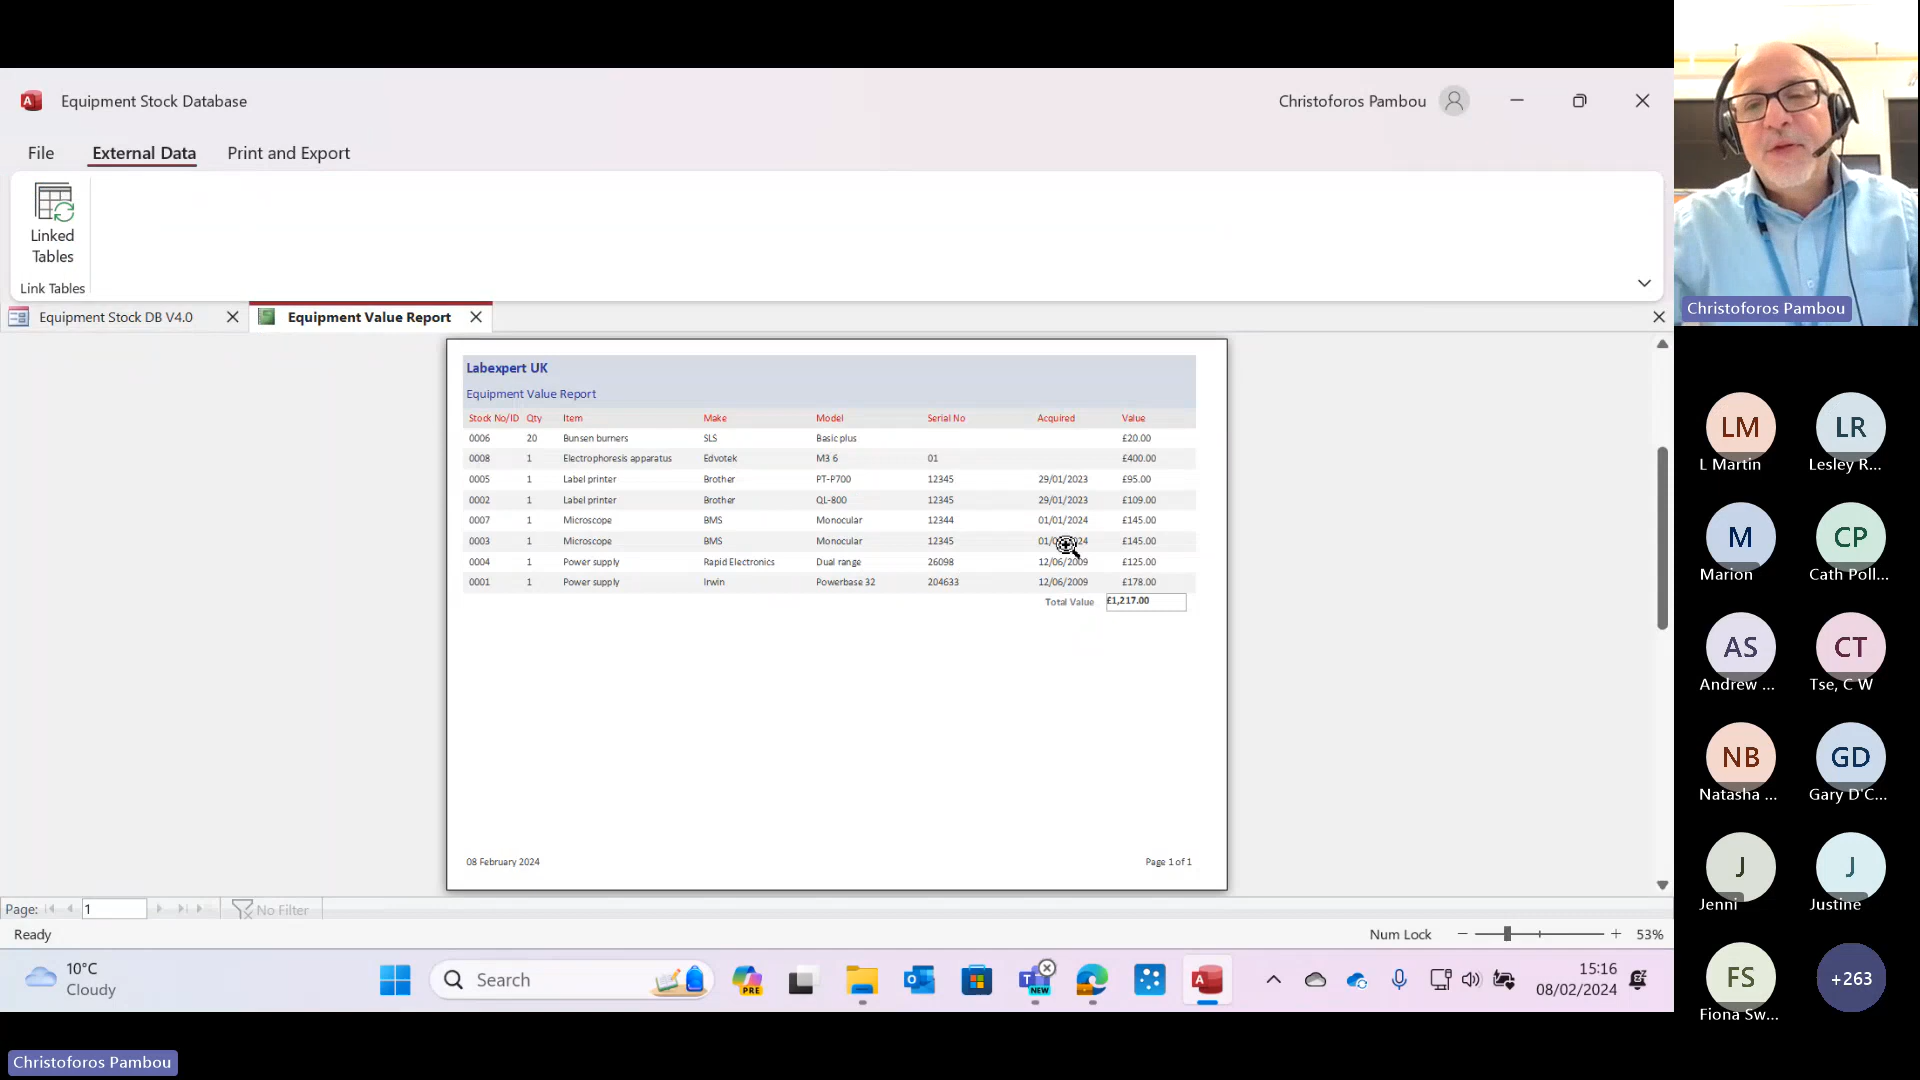 Equipment Stock Database
Christoforos Pambou
File
External Data
Print and Export
Linked
Tables
Link Tables
Equipment Stock DB V4.0
Equipment Value Report
Labexpert UK
Equipment Value Report
Stock No/ID Qty Item Make Model Serial No Acquired Value
0006 20 Bunsen burners SLS Basic plus £20.00
0008 1 Electrophoresis apparatus Edvotek M3 6 01 £400.00
0005 1 Label printer Brother PT-P700 12345 29/01/2023 £95.00
0002 1 Label printer Brother QL-800 12345 29/01/2023 £109.00
0007 1 Microscope BMS Monocular 12344 01/01/2024 £145.00
0003 1 Microscope BMS Monocular 12345 £145.00
0004 1 Power supply Rapid Electronics Dual range 26098 12/06/2009 £125.00
0001 1 Power supply Irwin Powerbase 32 204633 12/06/2009 £178.00
Total Value £1,217.00
08 February 2024
Page 1 of 1
Page: 1
No Filter
Ready
Num Lock
53%
10°C
Cloudy
Search
PRE
NEW
15:16
08/02/2024
Christoforos Pambou
Christoforos Pambou
LM
L Martin
LR
Lesley R...
M
Marion
CP
Cath Poll...
AS
Andrew ...
CT
Tse, C W
NB
Natasha ...
GD
Gary D'C...
J
Jenni
J
Justine
FS
Fiona Sw...
+263